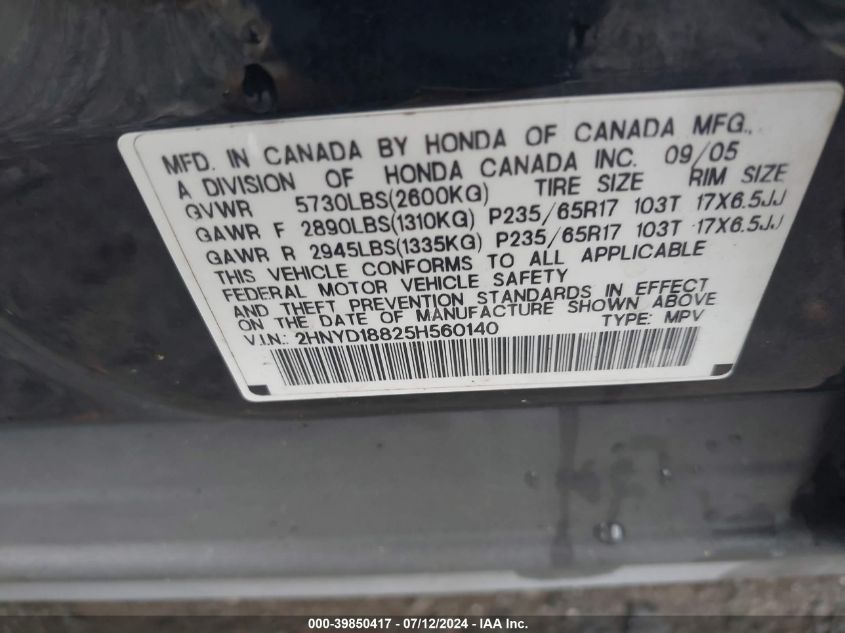 MFD. IN CANADA BY HONDA OF CANADA MFG.,
A DIVISION OF HONDA CANADA INC. 09/05
GVWR 5730LBS(2600KG) TIRE SIZE RIM SIZE
GAWR F 2890LBS(1310KG) P235/65R17 103T 17X6.5JJ
GAWR R 2945LBS(1335KG) P235/65R17 103T 17X6.5JJ
THIS VEHICLE CONFORMS TO ALL APPLICABLE
FEDERAL MOTOR VEHICLE SAFETY
AND THEFT PREVENTION STANDARDS IN EFFECT
ON THE DATE OF MANUFACTURE SHOWN ABOVE
V.I.N.: 2HNYD18825H560140 TYPE: MPV
000-39850417 - 07/12/2024 - WWW.IAAI.COM